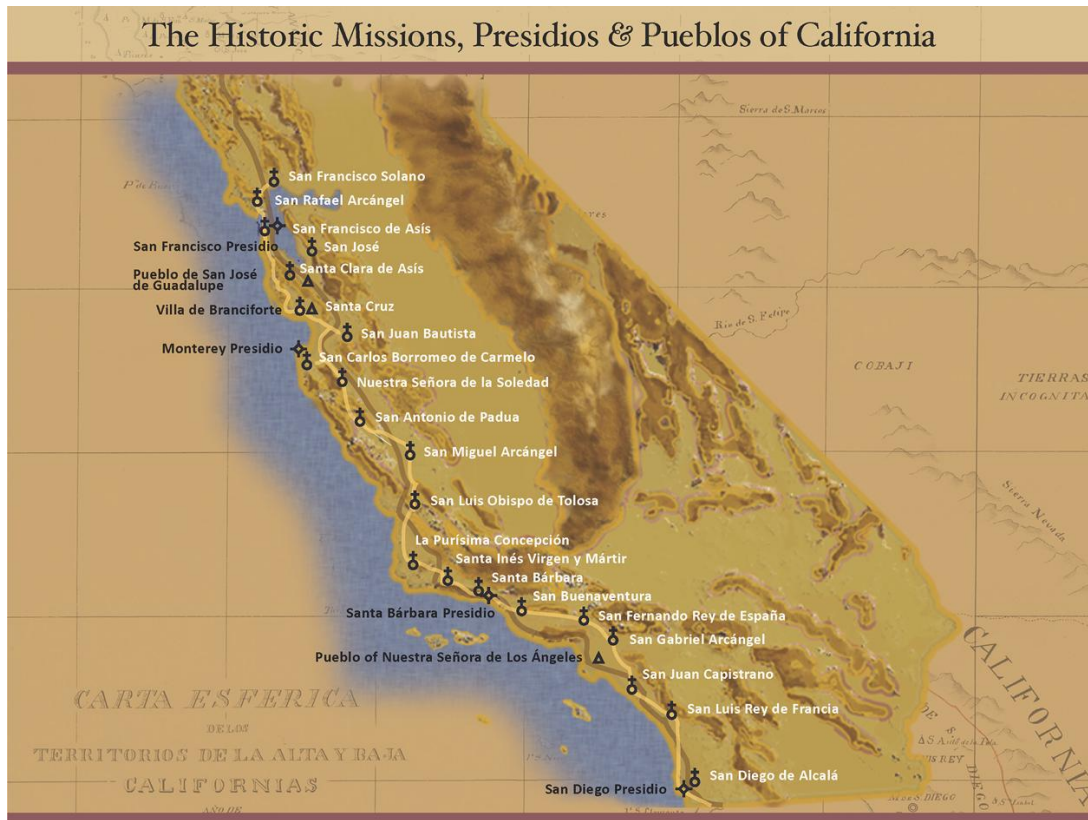 The Historic Missions, Presidios & Pueblos of California
Sierra de S. Marcos
San Francisco Solano
San Rafael Arcángel
San Francisco de Asís
San Francisco Presidio
San José
Santa Clara de Asís
Pueblo de San José
de Guadalupe
Villa de Branciforte
Santa Cruz
Rio de S. Felipe
San Juan Bautista
Monterey Presidio
San Carlos Borromeo de Carmelo
COBAJI
TIERRAS
INCOGNITA
Nuestra Señora de la Soledad
San Antonio de Padua
San Miguel Arcángel
San Luis Obispo de Tolosa
Sierra Nevada
La Purísima Concepción
Santa Inés Virgen y Mártir
Santa Bárbara
San Buenaventura
Santa Bárbara Presidio
San Fernando Rey de España
San Gabriel Arcángel
Pueblo of Nuestra Señora de Los Ángeles
San Juan Capistrano
CALIFORNIA
San Luis Rey de Francia
CARTA ESFERICA
DE LOS
TERRITORIOS DE LA ALTA Y BAJA
CALIFORNIAS
AÑO DE
DE
REY
DIEGO
San Diego de Alcalá
San Diego Presidio
S. DIEGO